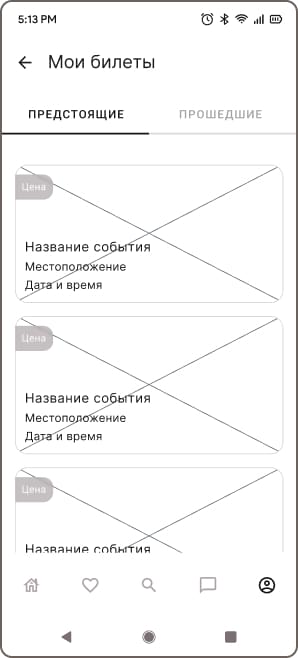 5:13 PM
Мои билеты
ПРЕДСТОЯЩИЕ
ПРОШЕДШИЕ
Цена
Название события
Местоположение
Дата и время
Цена
Название события
Местоположение
Дата и время
Цена
Название события